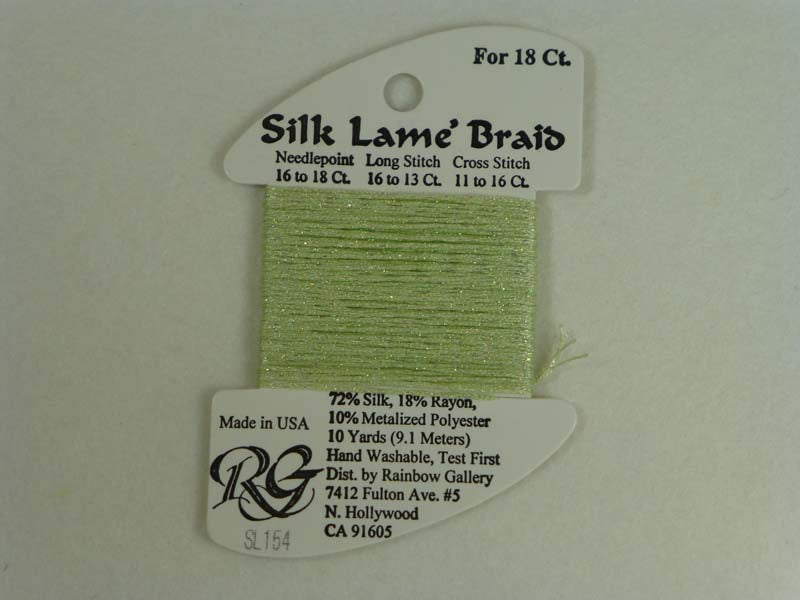 For 18 Ct.
Silk Lame' Braid
Needlepoint Long Stitch Cross Stitch
16 to 18 Ct. 16 to 13 Ct. 11 to 16 Ct.
72% Silk, 18% Rayon,
10% Metalized Polyester
10 Yards (9.1 Meters)
Hand Washable, Test First
Dist. by Rainbow Gallery
7412 Fulton Ave. #5
N. Hollywood
CA 91605
Made in USA
RG
SL154